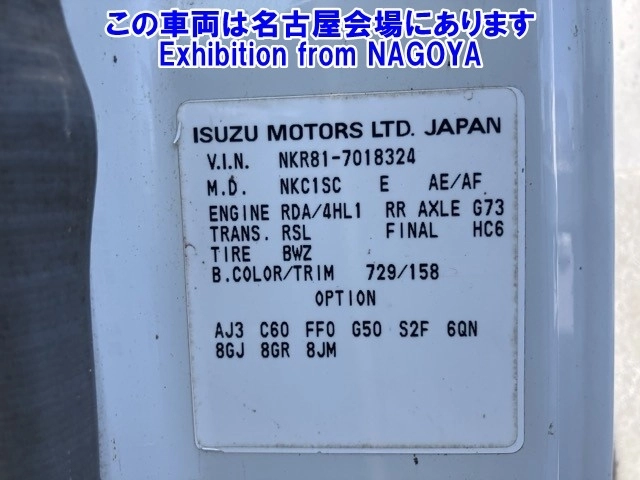 この車両は名古屋会場にあります
Exhibition from NAGOYA
ISUZU MOTORS LTD. JAPAN
V.I.N. NKR81-7018324
M.D. NKC1SC E AE/AF
ENGINE RDA/4HL1 RR AXLE G73
TRANS. RSL FINAL HC6
TIRE BWZ
B.COLOR/TRIM 729/158
OPTION
AJ3 C60 FF0 G50 S2F 6QN
8GJ 8GR 8JM